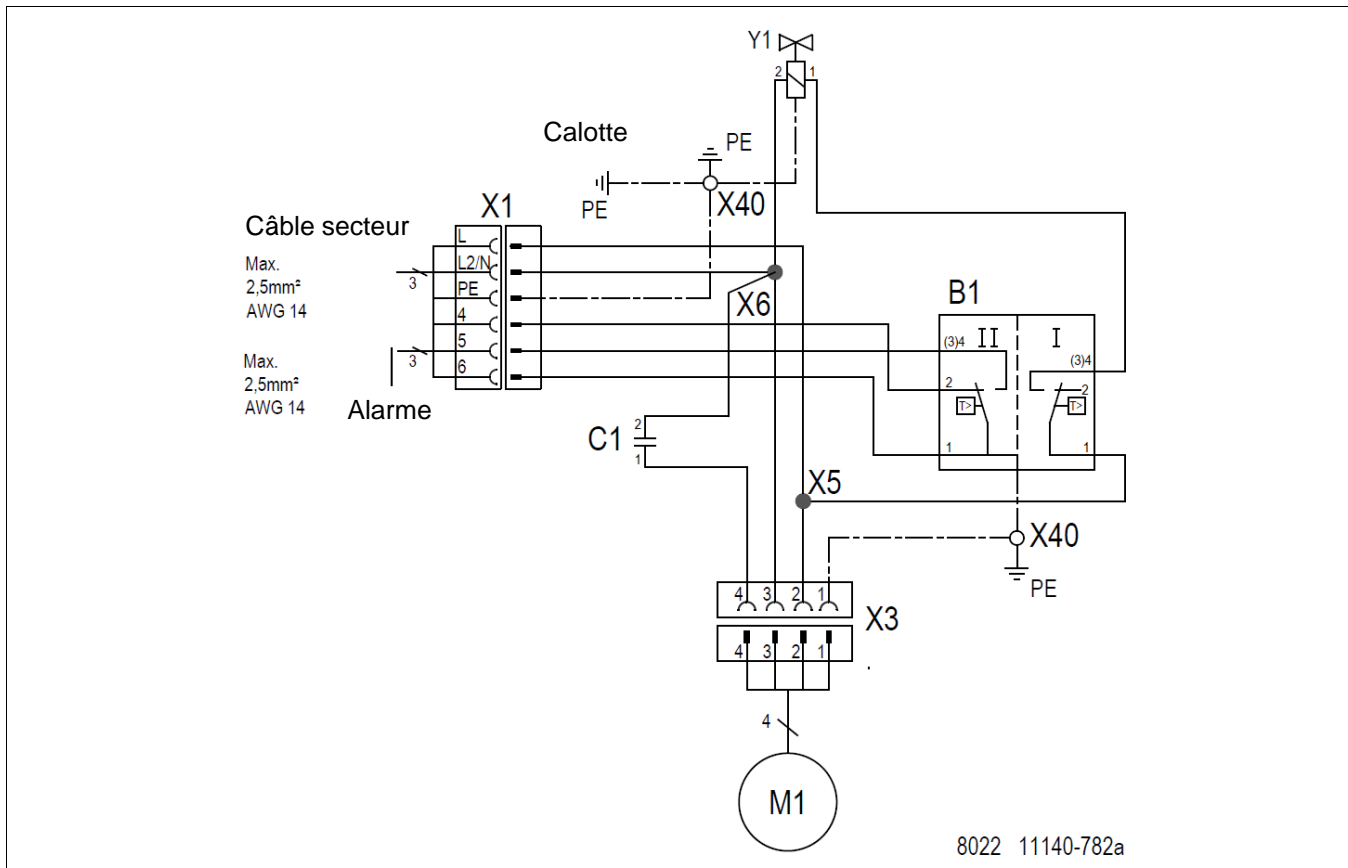 Y1
2 1
Calotte
PE
PE
X40
X1
Câble secteur
Max.
2,5mm²
AWG 14
3
L
L2/N
PE
4
5
6
3
Max.
2,5mm²
AWG 14
Alarme
X6
B1
II I
(3)4
(3)4
2
2
T>
T>
1
1
C1
2
1
X5
X40
PE
4 3 2 1
X3
4 3 2 1
4
M1
8022 11140-782a